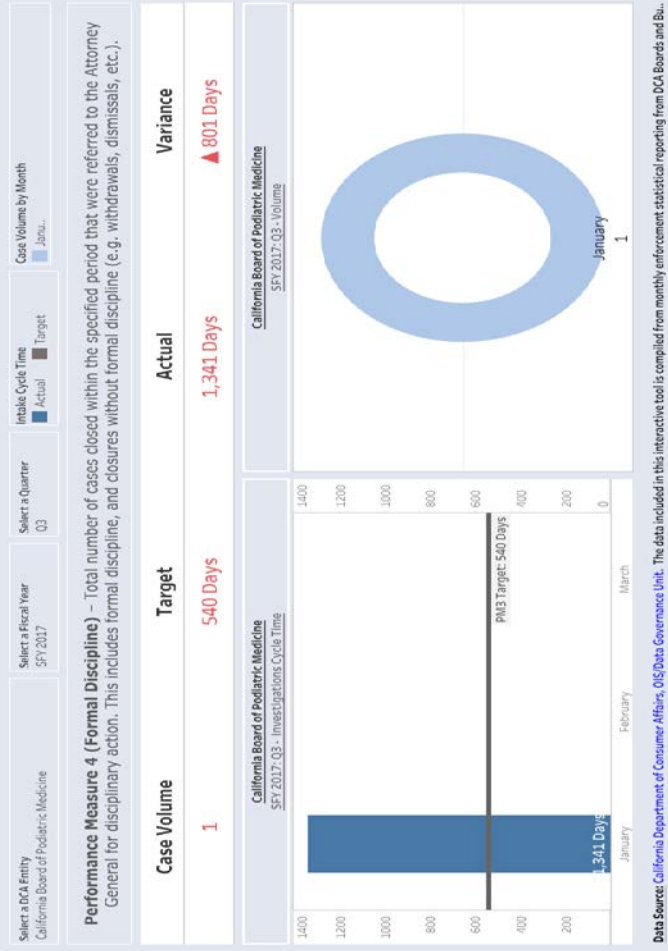 Select a DCA Entity
California Board of Podiatric Medicine
Select a Fiscal Year
SFY 2017
Select a Quarter
Q3
Intake Cycle Time
Actual
Target
Case Volume by Month
Janu..
Performance Measure 4 (Formal Discipline) – Total number of cases closed within the specified period that were referred to the Attorney
General for disciplinary action. This includes formal discipline, and closures without formal discipline (e.g. withdrawals, dismissals, etc.).
Case Volume
Target
Actual
Variance
1
540 Days
1,341 Days
▲ 801 Days
California Board of Podiatric Medicine
SFY 2017: Q3 - Investigations Cycle Time
1400
1200
1000
800
600
400
200
1400
1200
1000
800
600
400
200
0
PM3 Target: 540 Days
1,341 Days
January
February
March
California Board of Podiatric Medicine
SFY 2017: Q3 - Volume
January
1
Data Source: California Department of Consumer Affairs, OIS/Data Governance Unit. The data included in this interactive tool is compiled from monthly enforcement statistical reporting from DCA Boards and Bu..